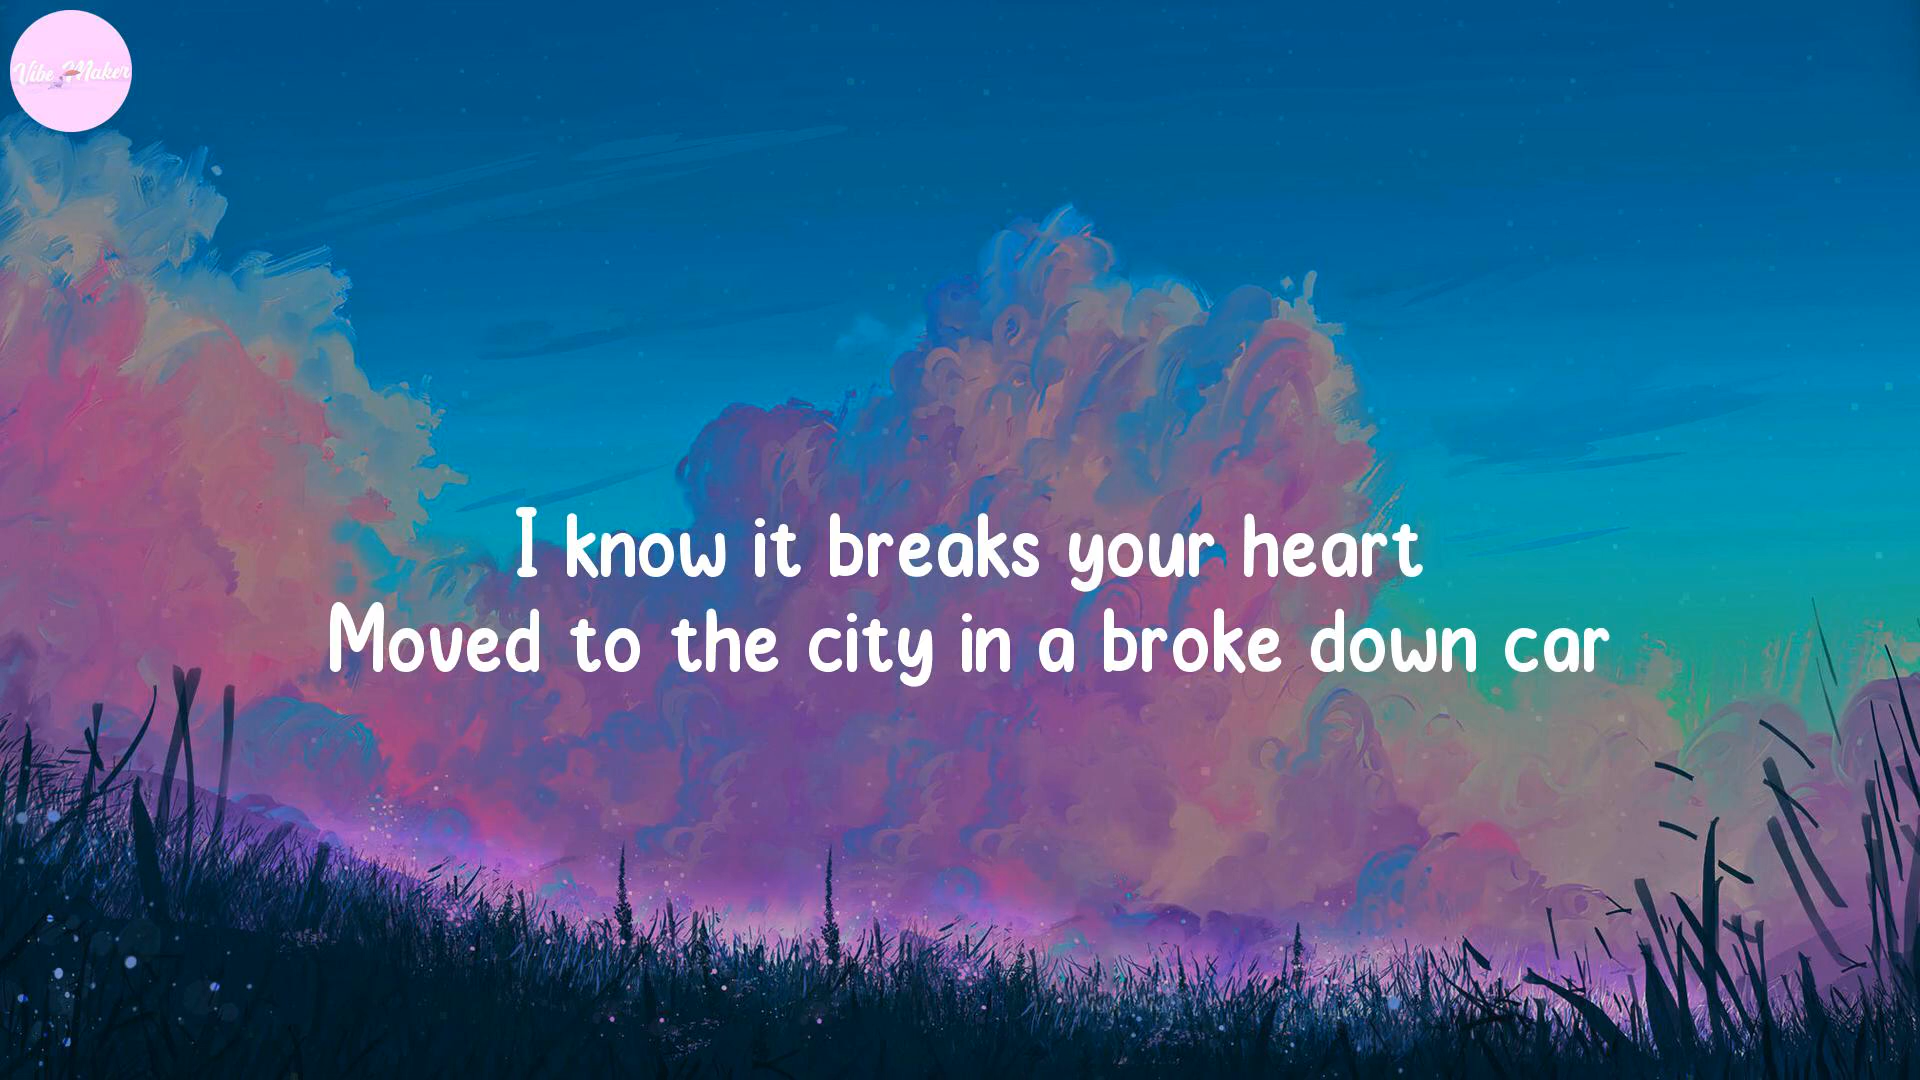 Vibe Maker
I know it breaks your heart
Moved to the city in a broke down car